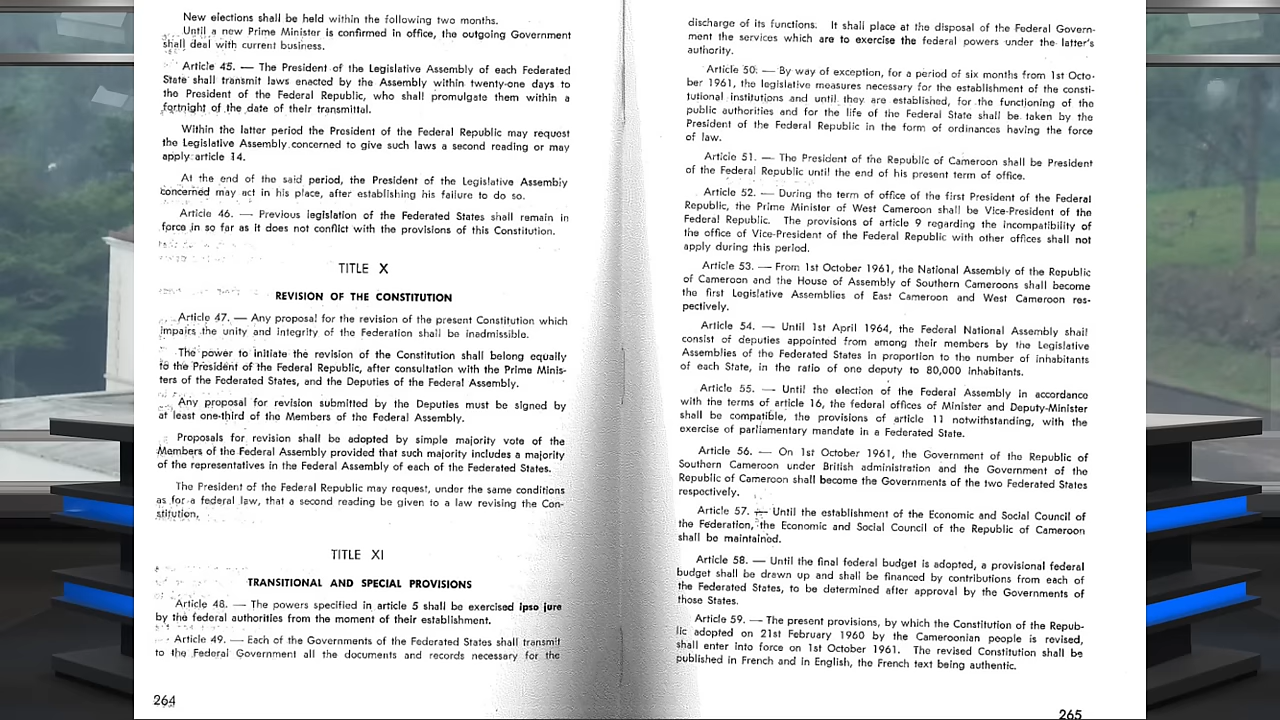 New elections shall be held within the following two months.
Until a new Prime Minister is confirmed in office, the outgoing Government
shall deal with current business.
Article 45. — The President of the Legislative Assembly of each Federated
State shall transmit laws enacted by the Assembly within twenty-one days to
the President of the Federal Republic, who shall promulgate them within a
fortnight of the date of their transmittal.
Within the latter period the President of the Federal Republic may request
the Legislative Assembly concerned to give such laws a second reading or may
apply article 14.
At the end of the said period, the President of the Legislative Assembly
concerned may act in his place, after establishing his failure to do so.
Article 46. — Previous legislation of the Federated States shall remain in
force in so far as it does not conflict with the provisions of this Constitution.
TITLE X
REVISION OF THE CONSTITUTION
Article 47. — Any proposal for the revision of the present Constitution which
impairs the unity and integrity of the Federation shall be inadmissible.
The power to initiate the revision of the Constitution shall belong equally
to the President of the Federal Republic, after consultation with the Prime Minis-
ters of the Federated States, and the Deputies of the Federal Assembly.
Any proposal for revision submitted by the Deputies must be signed by
at least one-third of the Members of the Federal Assembly.
Proposals for revision shall be adopted by simple majority vote of the
Members of the Federal Assembly provided that such majority includes a majority
of the representatives in the Federal Assembly of each of the Federated States.
The President of the Federal Republic may request, under the same conditions
as for a federal law, that a second reading be given to a law revising the Con-
stitution,
TITLE XI
TRANSITIONAL AND SPECIAL PROVISIONS
Article 48. — The powers specified in article 5 shall be exercised ipso jure
by the federal authorities from the moment of their establishment.
Article 49. — Each of the Governments of the Federated States shall transmit
to the Federal Government all the documents and records necessary for the
264
discharge of its functions. It shall place at the disposal of the Federal Govern-
ment the services which are to exercise the federal powers under the latter's
authority.
Article 50. — By way of exception, for a period of six months from 1st Octo-
ber 1961, the legislative measures necessary for the establishment of the consti-
tutional institutions and until they are established, for the functioning of the
public authorities and for the life of the Federal State shall be taken by the
President of the Federal Republic in the form of ordinances having the force
of law.
Article 51. — The President of the Republic of Cameroon shall be President
of the Federal Republic until the end of his present term of office.
Article 52. — During the term of office of the first President of the Federal
Republic, the Prime Minister of West Cameroon shall be Vice-President of the
Federal Republic. The provisions of article 9 regarding the incompatibility of
the office of Vice-President of the Federal Republic with other offices shall not
apply during this period.
Article 53. — From 1st October 1961, the National Assembly of the Republic
of Cameroon and the House of Assembly of Southern Cameroons shall become
the first Legislative Assemblies of East Cameroon and West Cameroon res-
pectively.
Article 54. — Until 1st April 1964, the Federal National Assembly shall
consist of deputies appointed from among their members by the Legislative
Assemblies of the Federated States in proportion to the number of inhabitants
of each State, in the ratio of one deputy to 80,000 inhabitants.
Article 55. — Until the election of the Federal Assembly in accordance
with the terms of article 16, the federal offices of Minister and Deputy-Minister
shall be compatible, the provisions of article 11 notwithstanding, with the
exercise of parliamentary mandate in a Federated State.
Article 56. — On 1st October 1961, the Government of the Republic of
Southern Cameroon under British administration and the Government of the
Republic of Cameroon shall become the Governments of the two Federated States
respectively.
Article 57. — Until the establishment of the Economic and Social Council of
the Federation, the Economic and Social Council of the Republic of Cameroon
shall be maintained.
Article 58. — Until the final federal budget is adopted, a provisional federal
budget shall be drawn up and shall be financed by contributions from each of
the Federated States, to be determined after approval by the Governments of
those States.
Article 59. — The present provisions, by which the Constitution of the Repub-
lic adopted on 21st February 1960 by the Cameroonian people is revised,
shall enter into force on 1st October 1961. The revised Constitution shall be
published in French and in English, the French text being authentic.
265